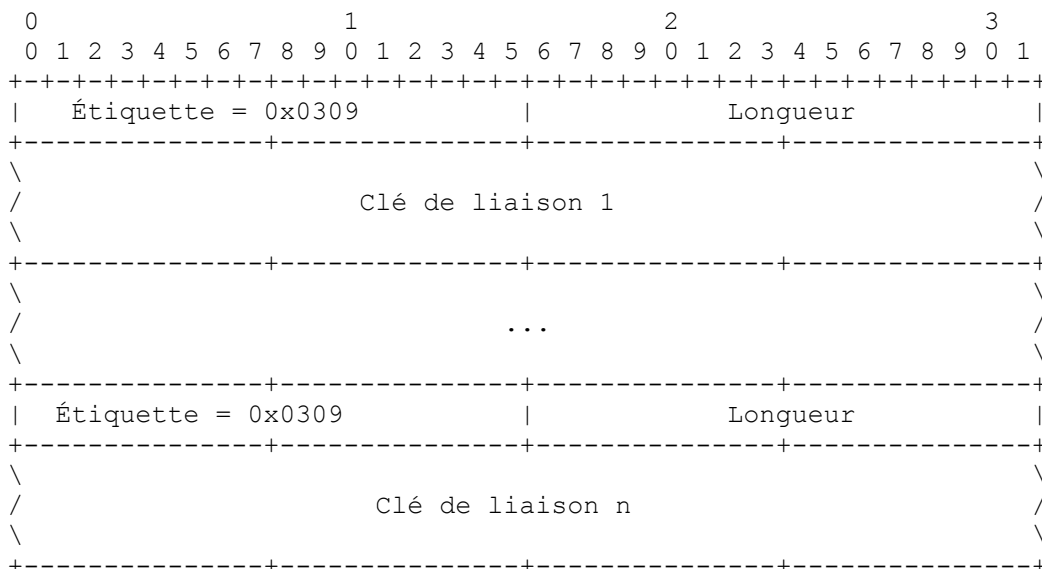 0                   1                   2                   3
 0 1 2 3 4 5 6 7 8 9 0 1 2 3 4 5 6 7 8 9 0 1 2 3 4 5 6 7 8 9 0 1
+-+-+-+-+-+-+-+-+-+-+-+-+-+-+-+-+-+-+-+-+-+-+-+-+-+-+-+-+-+-+-+-+
|   Étiquette = 0x0309          |            Longueur           |
+---------------+---------------+---------------+---------------+
\                                                               \
/                     Clé de liaison 1                          /
\                                                               \
+---------------+---------------+---------------+---------------+
\                                                               \
/                              ...                              /
\                                                               \
+---------------+---------------+---------------+---------------+
|  Étiquette = 0x0309           |            Longueur           |
+---------------+---------------+---------------+---------------+
\                                                               \
/                      Clé de liaison n                         /
\                                                               \
+---------------+---------------+---------------+---------------+